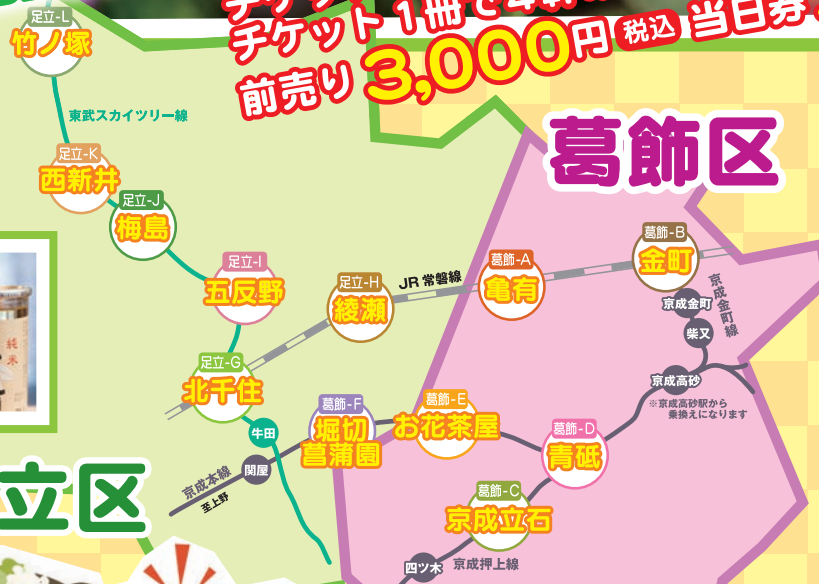 チケット1冊で
前売り3,000円 税込 当日券
足立-L
竹ノ塚
東武スカイツリー線
葛飾区
足立-K
西新井
足立-J
梅島
葛飾-B
金町
足立-I
五反野
葛飾-A
亀有
足立-H
綾瀬
JR 常磐線
京成金町
京成金町線
柴又
純米
足立-G
北千住
京成高砂
※京成高砂駅から
乗換えになります
葛飾-F
堀切
菖蒲園
葛飾-E
お花茶屋
牛田
葛飾-D
青砥
関屋
京成本線
至上野
葛飾-C
京成立石
立区
四ツ木
京成押上線